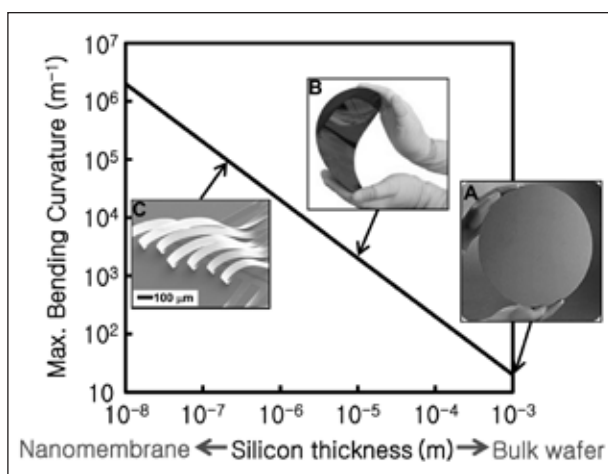 Max. Bending Curvature (m⁻¹)
10⁷
10⁶
10⁵
10⁴
10³
10²
10
B
A
C
100 μm
10⁻⁸ 10⁻⁷ 10⁻⁶ 10⁻⁵ 10⁻⁴ 10⁻³
Nanomembrane ← Silicon thickness (m) → Bulk wafer